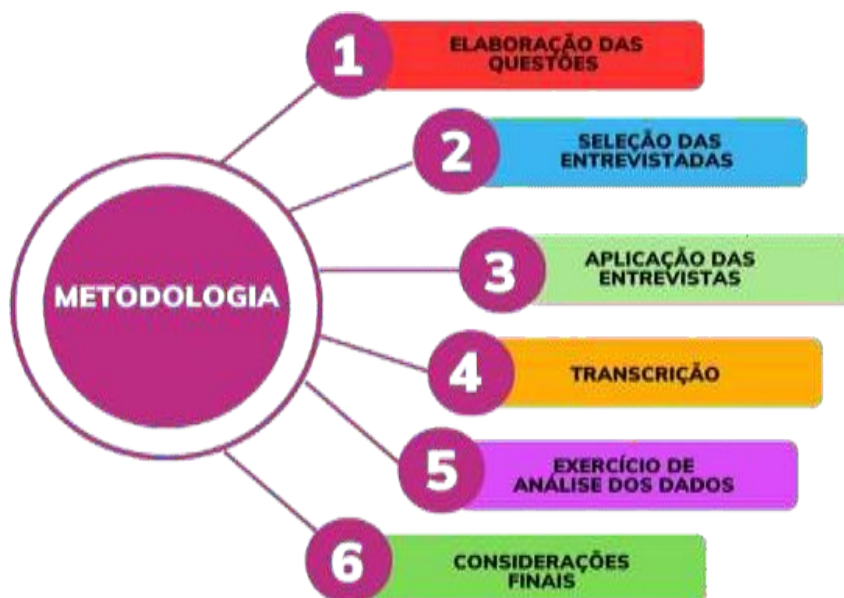 METODOLOGIA
1
ELABORAÇÃO DAS
QUESTÕES
2
SELEÇÃO DAS
ENTREVISTADAS
3
APLICAÇÃO DAS
ENTREVISTAS
4
TRANSCRIÇÃO
5
EXERCÍCIO DE
ANÁLISE DOS DADOS
6
CONSIDERAÇÕES
FINAIS